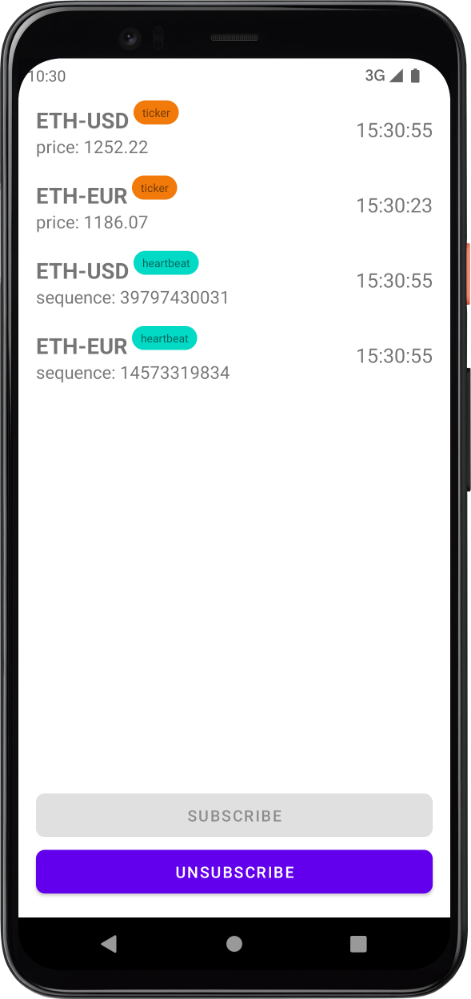 10:30 3G
ETH-USD ticker
price: 1252.22
15:30:55
ETH-EUR ticker
price: 1186.07
15:30:23
ETH-USD heartbeat
sequence: 39797430031
15:30:55
ETH-EUR heartbeat
sequence: 14573319834
15:30:55
SUBSCRIBE
UNSUBSCRIBE